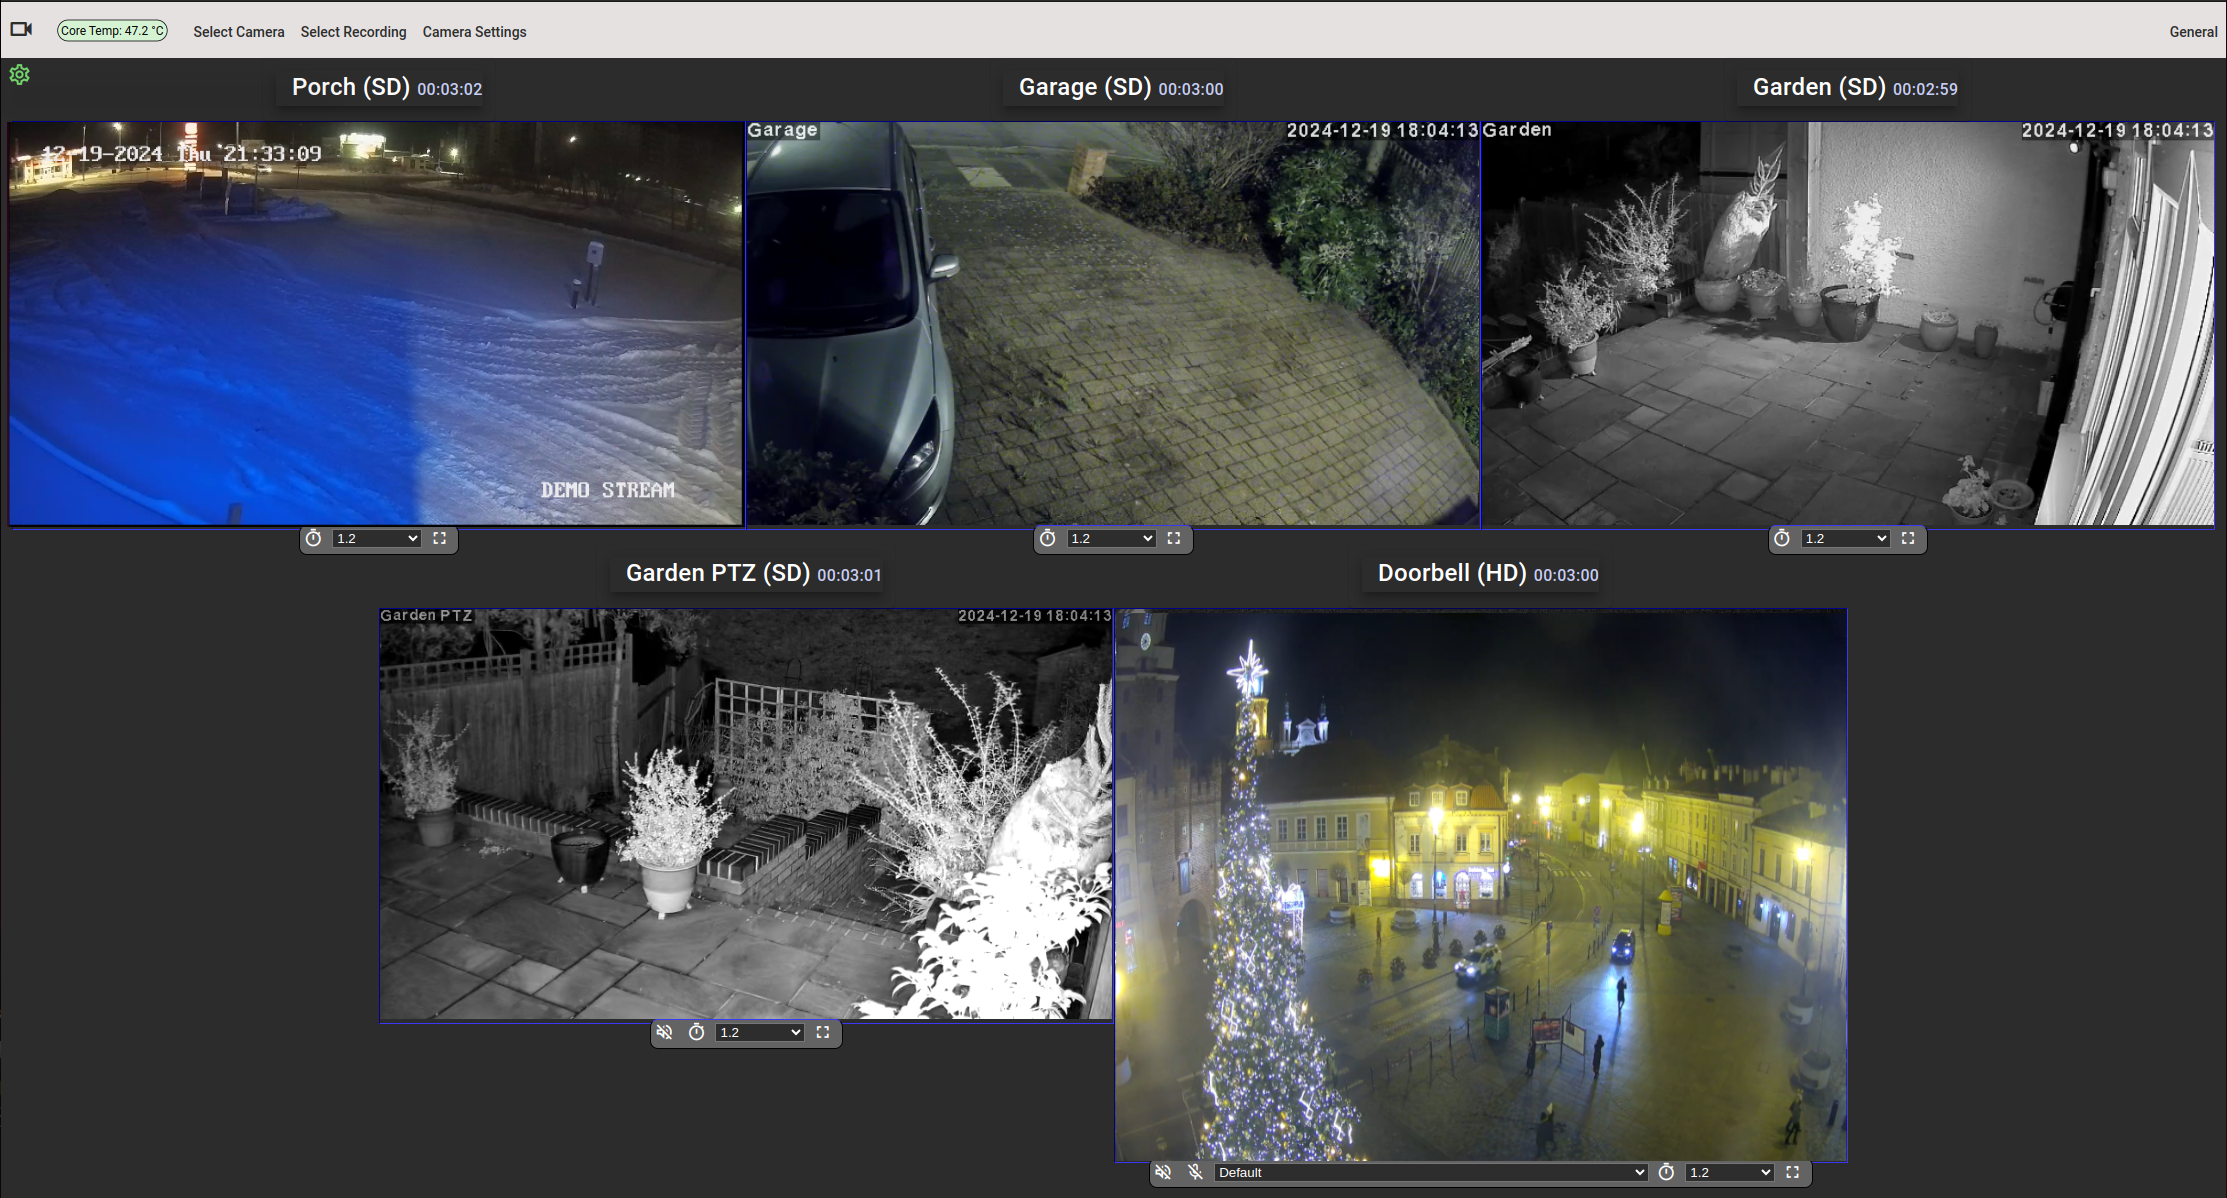 Core Temp: 47.2 °C Select Camera Select Recording Camera Settings General
Porch (SD) 00:03:02
Garage (SD) 00:03:00
Garden (SD) 00:02:59
12-19-2024 Thu 21:33:09
DEMO STREAM
Garage 2024-12-19 18:04:13
Garden 2024-12-19 18:04:13
1.2
1.2
1.2
Garden PTZ (SD) 00:03:01
Doorbell (HD) 00:03:00
Garden PTZ 2024-12-19 18:04:13
1.2
Default 1.2